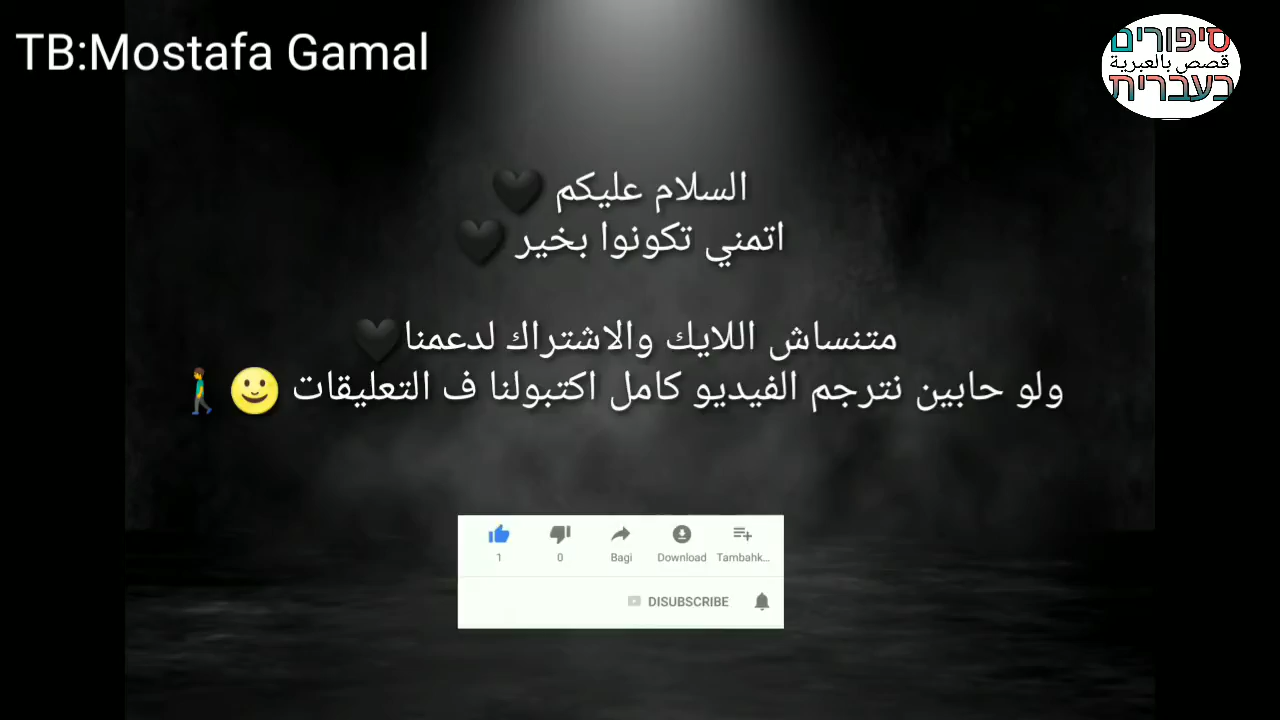 TB:Mostafa Gamal
סיפורים
قصص بالعبرية
בעברית
السلام عليكم 🖤
اتمني تكونوا بخير 🖤
متنساش اللايك والاشتراك لدعمنا🖤
ولو حابين نترجم الفيديو كامل اكتبولنا ف التعليقات 🙂🚶‍♂️
1 0 Bagi Download Tambahk...
DISUBSCRIBE